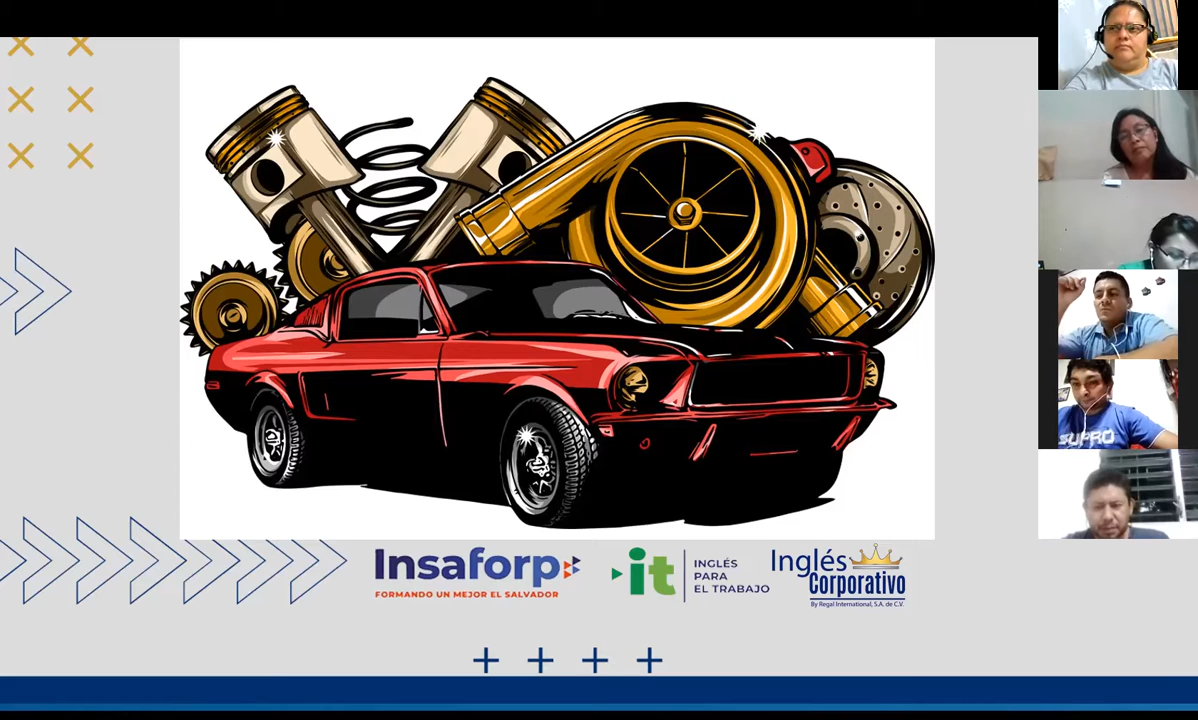 SUPRO
Insaforp
FORMANDO UN MEJOR EL SALVADOR
it
INGLÉS
PARA
EL TRABAJO
Inglés
Corporativo
By Regal International, S.A. de C.V.